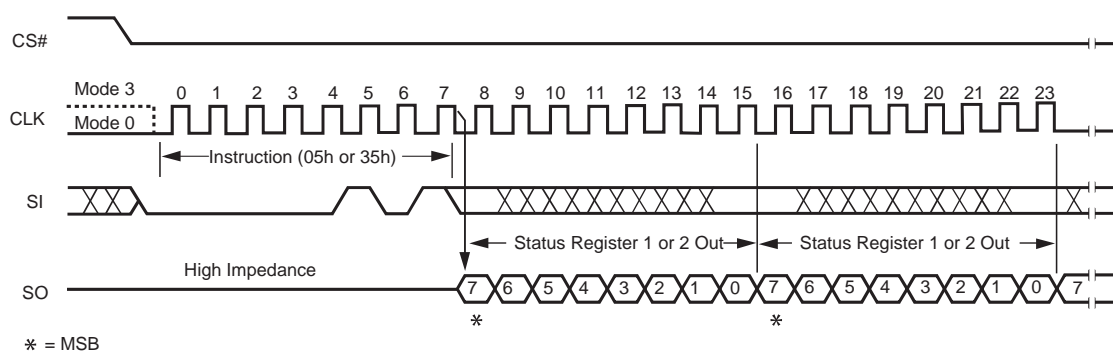 CS#
Mode 3
0 1 2 3 4 5 6 7 8 9 10 11 12 13 14 15 16 17 18 19 20 21 22 23
CLK
Mode 0
Instruction (05h or 35h)
SI
Status Register 1 or 2 Out Status Register 1 or 2 Out
High Impedance
SO
7 6 5 4 3 2 1 0 7 6 5 4 3 2 1 0 7
* *
* = MSB